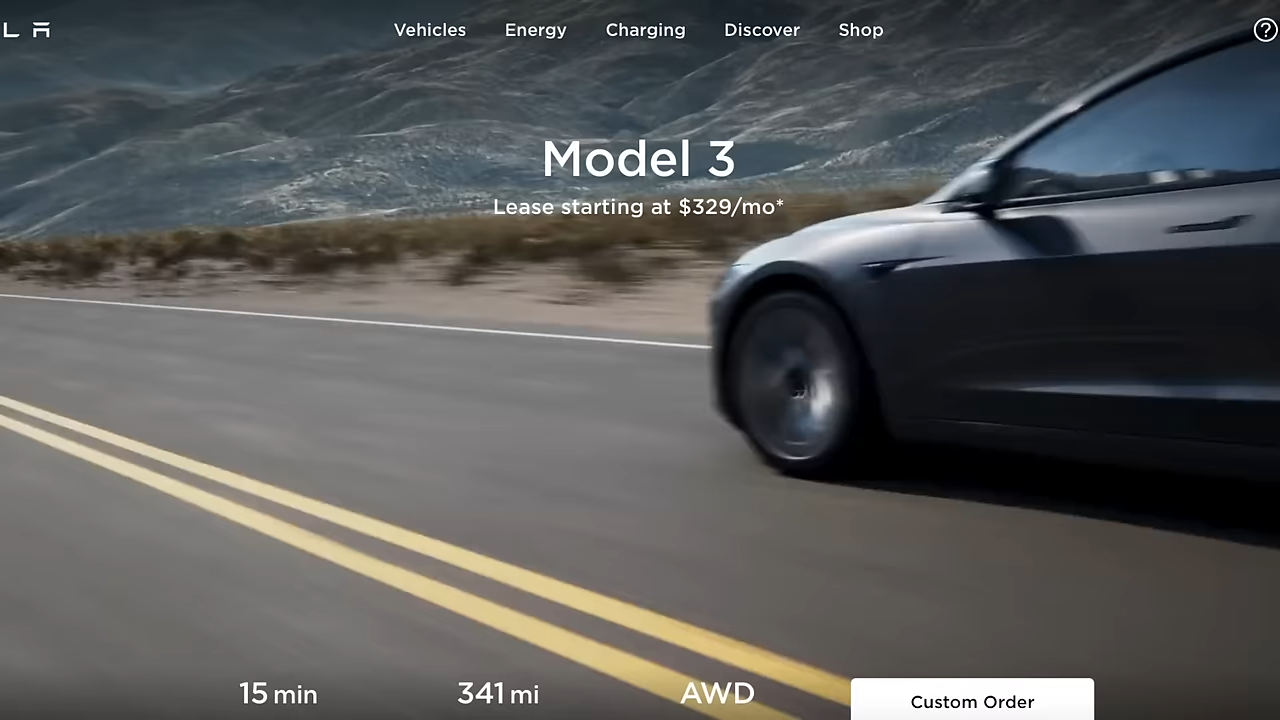 L A
Vehicles Energy Charging Discover Shop ?
Model 3
Lease starting at $329/mo*
15 min 341 mi AWD Custom Order